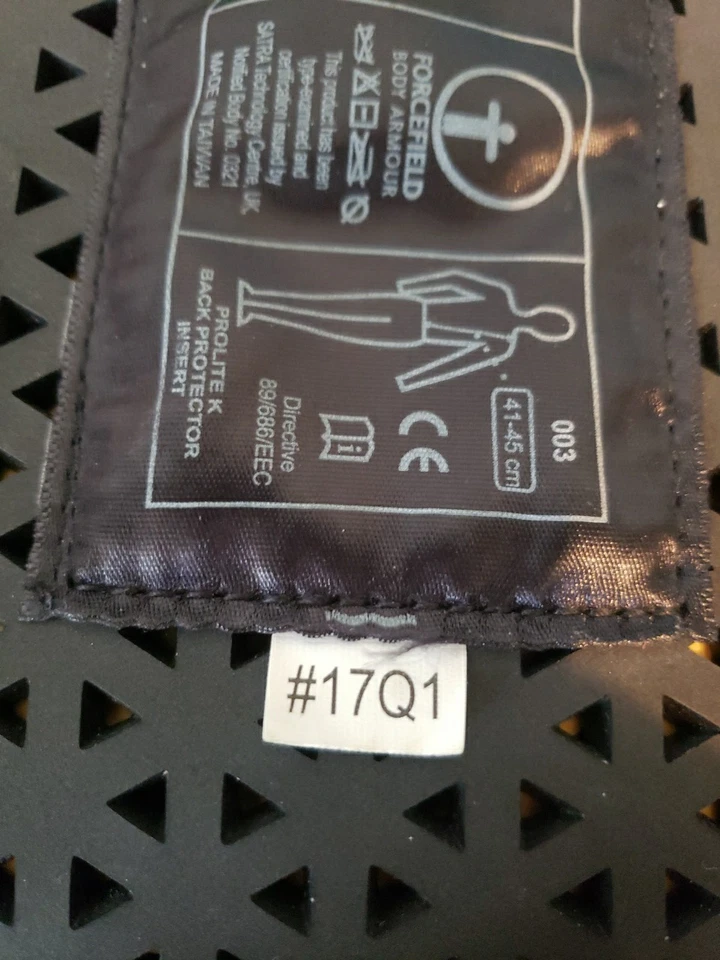 FORCEFIELD
BODY ARMOUR
This product has been
type-examined and
certification issued by
SATRA Technology Centre, UK.
Notified Body No. 0321
MADE IN TAIWAN
003
41-45 cm
CE
i
Directive
89/686/EEC
PROLITE K
BACK PROTECTOR
INSERT
#17Q1